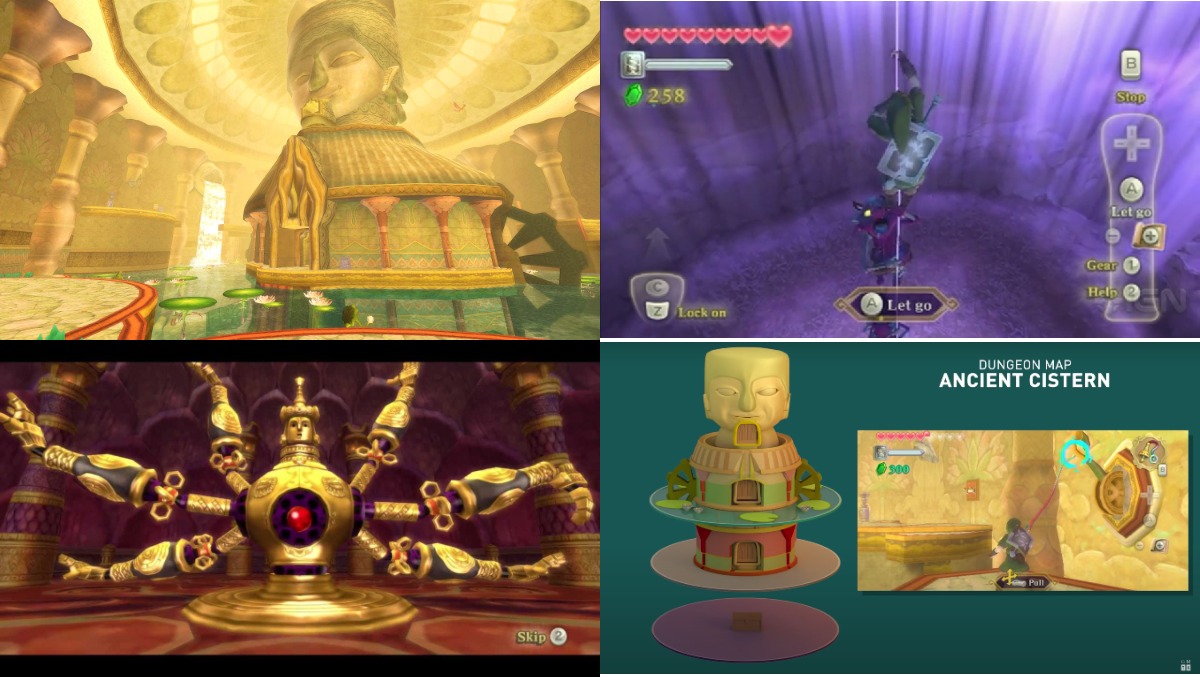 258
B
Stop
A
Let go
Gear 1
Help 2
C
Z Lock on
A Let go
IGN
Skip 2
DUNGEON MAP
ANCIENT CISTERN
300
Pull